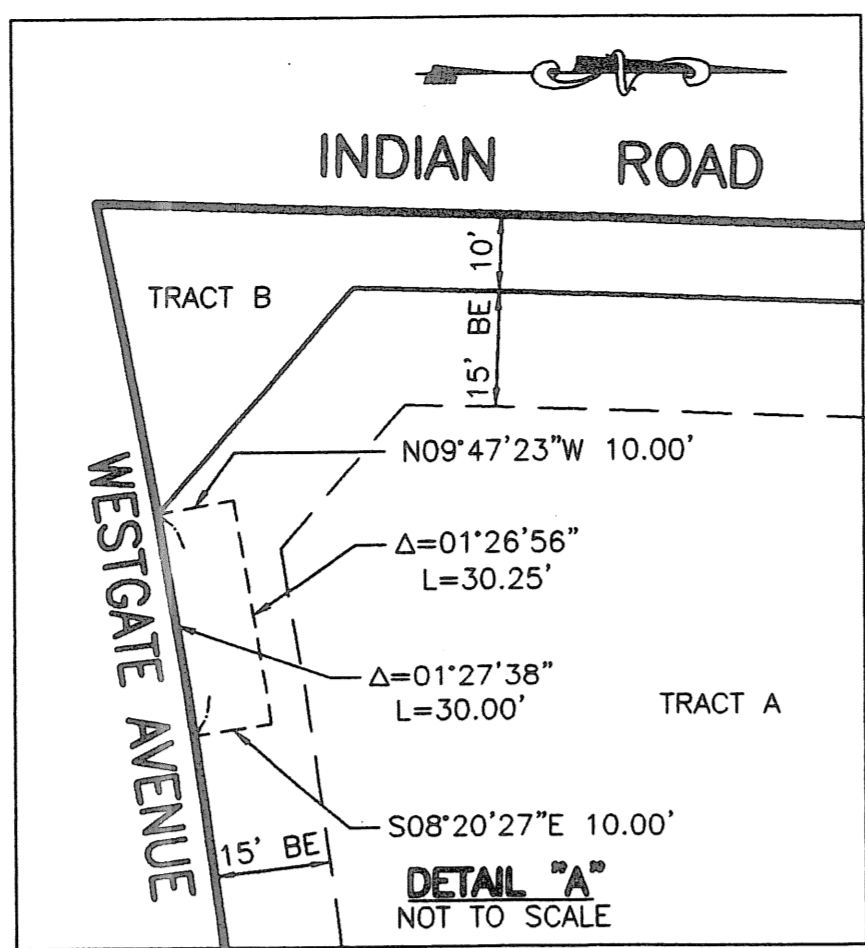 INDIAN ROAD
10'
TRACT B
15' BE
N09°47'23"W 10.00'
Δ=01°26'56"
L=30.25'
WESTGATE AVENUE
Δ=01°27'38"
L=30.00'
TRACT A
S08°20'27"E 10.00'
15' BE
DETAIL "A"
NOT TO SCALE